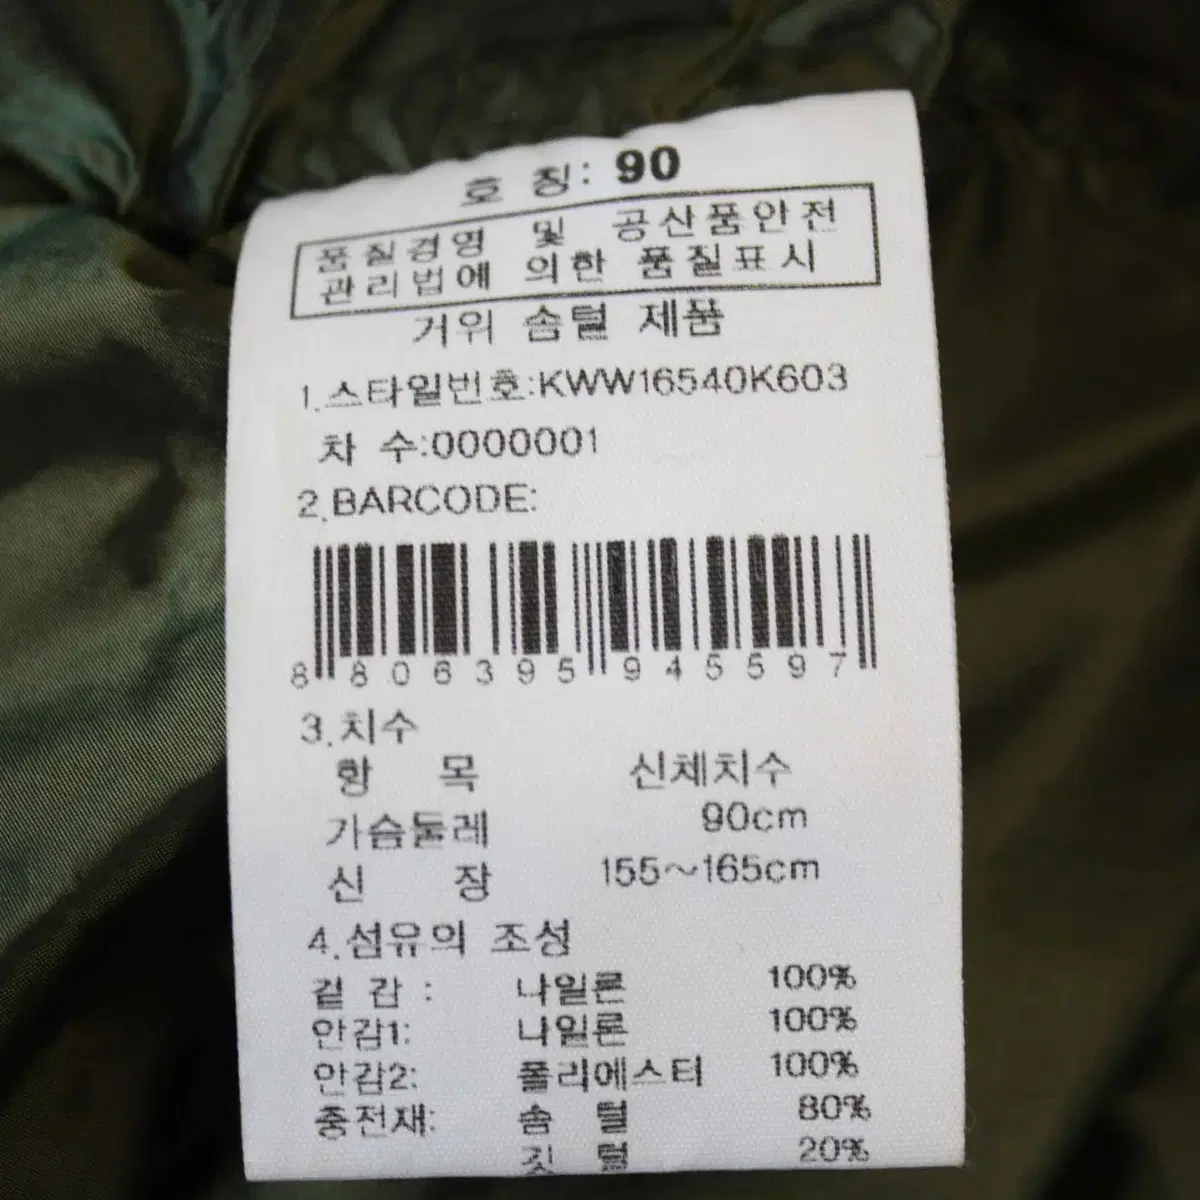 호 칭: 90
품질경영 및 공산품안전
관리법에 의한 품질표시
거위 솜털 제품
1.스타일번호:KWW16540K603
차 수:0000001
2.BARCODE:
8 806395 945597
3.치수
항 목 신체치수
가슴둘레 90cm
신 장 155~165cm
4.섬유의 조성
겉 감 : 나일론 100%
안감1: 나일론 100%
안감2: 폴리에스터 100%
충전재: 솜 털 80%
깃 털 20%